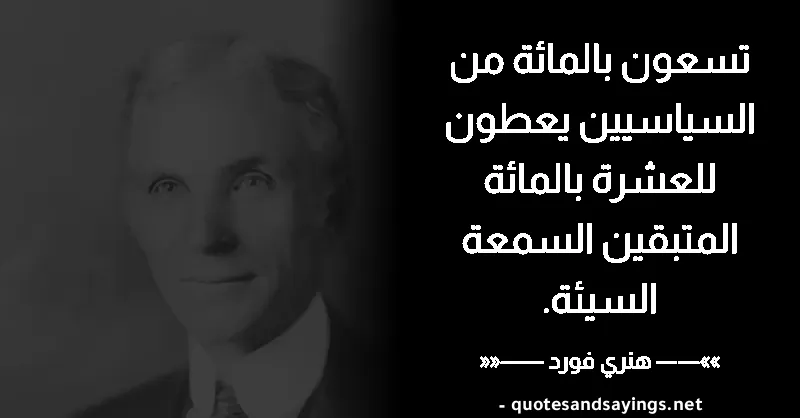 تسعون بالمائة من
السياسيين يعطون
للعشرة بالمائة
المتبقين السمعة
السيئة.
»»——— هنري فورد ———««
- quotesandsayings.net